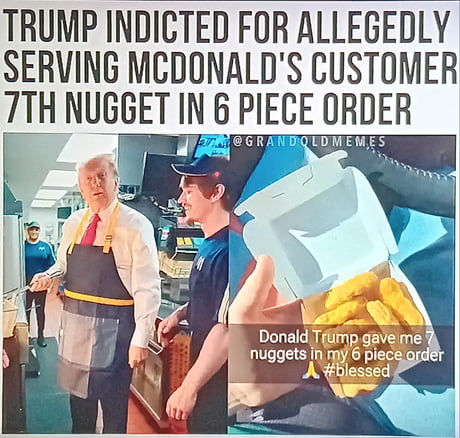 TRUMP INDICTED FOR ALLEGEDLY
SERVING MCDONALD'S CUSTOMER
7TH NUGGET IN 6 PIECE ORDER
@GRANDOLDMEMES
Donald Trump gave me 7
nuggets in my 6 piece order
🙏 #blessed